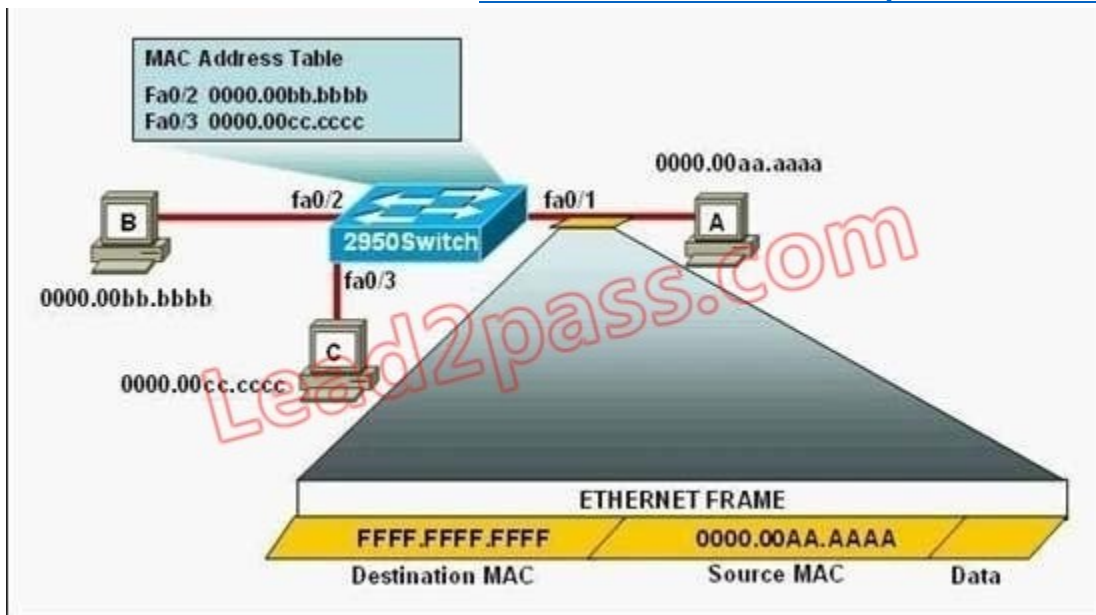 MAC Address Table
Fa0/2 0000.00bb.bbbb
Fa0/3 0000.00cc.cccc
0000.00aa.aaaa
fa0/2
fa0/1
B
A
2950Switch
fa0/3
0000.00bb.bbbb
C
0000.00cc.cccc
Lead2pass.com
ETHERNET FRAME
FFFF.FFFF.FFFF 0000.00AA.AAAA
Destination MAC Source MAC Data